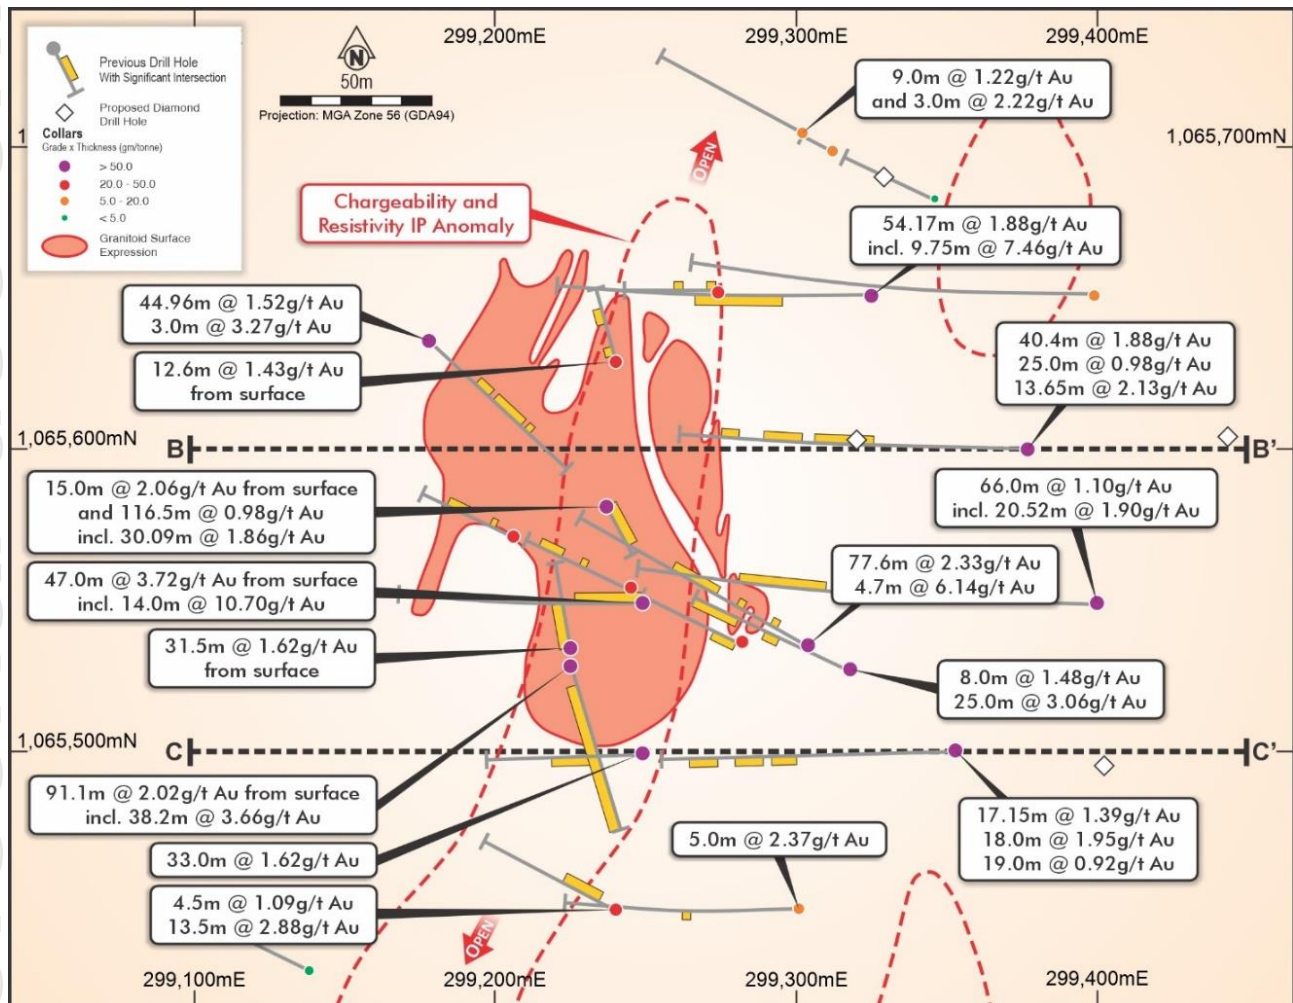 299,200mE
299,300mE
299,400mE
Previous Drill Hole
With Significant Intersection
Proposed Diamond
Drill Hole
Collars
Grade x Thickness (gm/tonne)
> 50.0
20.0 - 50.0
5.0 - 20.0
< 5.0
Granitoid Surface
Expression
N
50m
Projection: MGA Zone 56 (GDA94)
9.0m @ 1.22g/t Au
and 3.0m @ 2.22g/t Au
1,065,700mN
OPEN
Chargeability and
Resistivity IP Anomaly
54.17m @ 1.88g/t Au
incl. 9.75m @ 7.46g/t Au
44.96m @ 1.52g/t Au
3.0m @ 3.27g/t Au
12.6m @ 1.43g/t Au
from surface
40.4m @ 1.88g/t Au
25.0m @ 0.98g/t Au
13.65m @ 2.13g/t Au
1,065,600mN
B
B'
15.0m @ 2.06g/t Au from surface
and 116.5m @ 0.98g/t Au
incl. 30.09m @ 1.86g/t Au
66.0m @ 1.10g/t Au
incl. 20.52m @ 1.90g/t Au
47.0m @ 3.72g/t Au from surface
incl. 14.0m @ 10.70g/t Au
77.6m @ 2.33g/t Au
4.7m @ 6.14g/t Au
31.5m @ 1.62g/t Au
from surface
8.0m @ 1.48g/t Au
25.0m @ 3.06g/t Au
1,065,500mN
C
C'
91.1m @ 2.02g/t Au from surface
incl. 38.2m @ 3.66g/t Au
17.15m @ 1.39g/t Au
18.0m @ 1.95g/t Au
19.0m @ 0.92g/t Au
33.0m @ 1.62g/t Au
5.0m @ 2.37g/t Au
4.5m @ 1.09g/t Au
13.5m @ 2.88g/t Au
OPEN
299,100mE
299,200mE
299,300mE
299,400mE